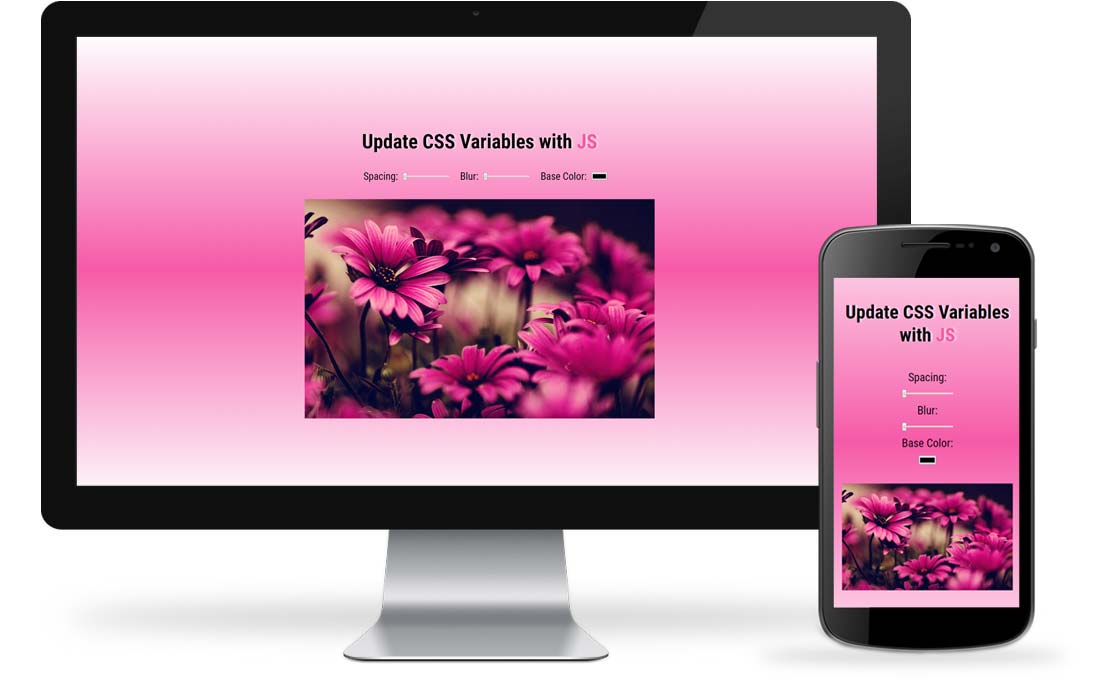 Update CSS Variables with JS
Spacing: Blur: Base Color:
Update CSS Variables
with JS
Spacing:
Blur:
Base Color: